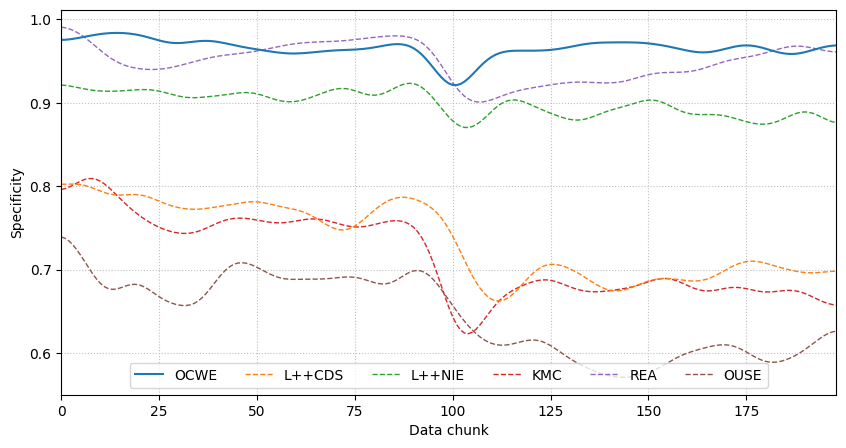 1.0
0.9
0.8
0.7
0.6
Specificity
OCWE L++CDS L++NIE KMC REA OUSE
0 25 50 75 100 125 150 175
Data chunk